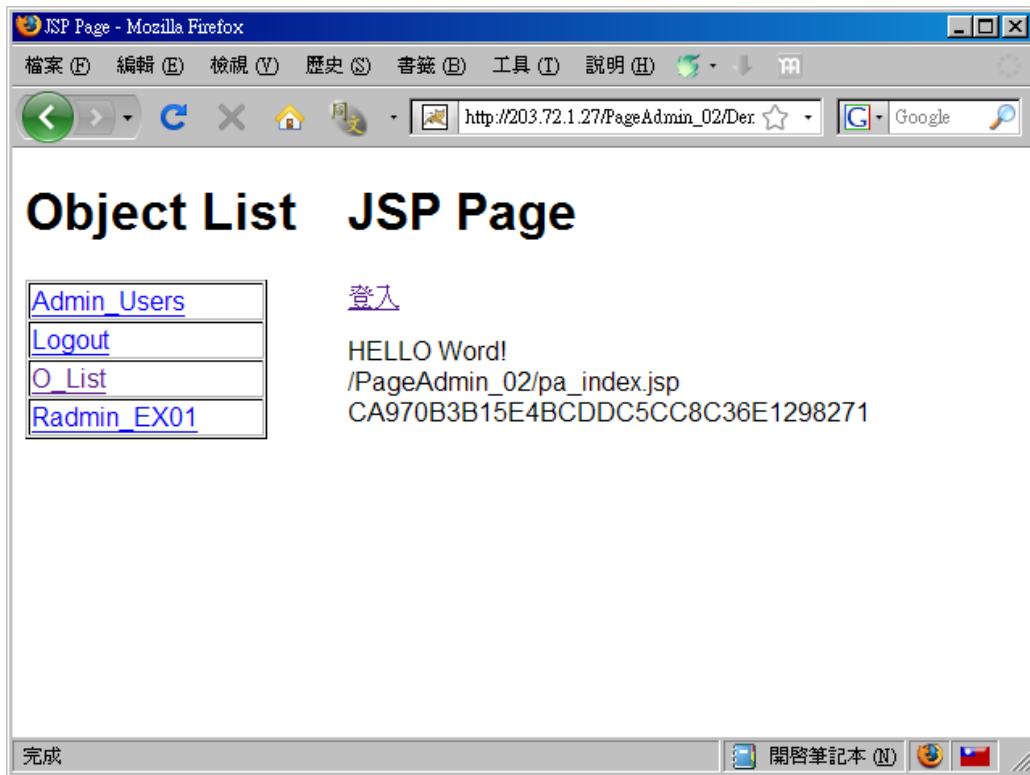 JSP Page - Mozilla Firefox
檔案(F) 編輯(E) 檢視(V) 歷史(S) 書籤(B) 工具(T) 說明(H)
http://203.72.1.27/PageAdmin_02/Der Google
Object List
Admin_Users
Logout
O_List
Radmin_EX01
JSP Page
登入
HELLO Word!
/PageAdmin_02/pa_index.jsp
CA970B3B15E4BCDDC5CC8C36E1298271
完成 開啓筆記本(N)